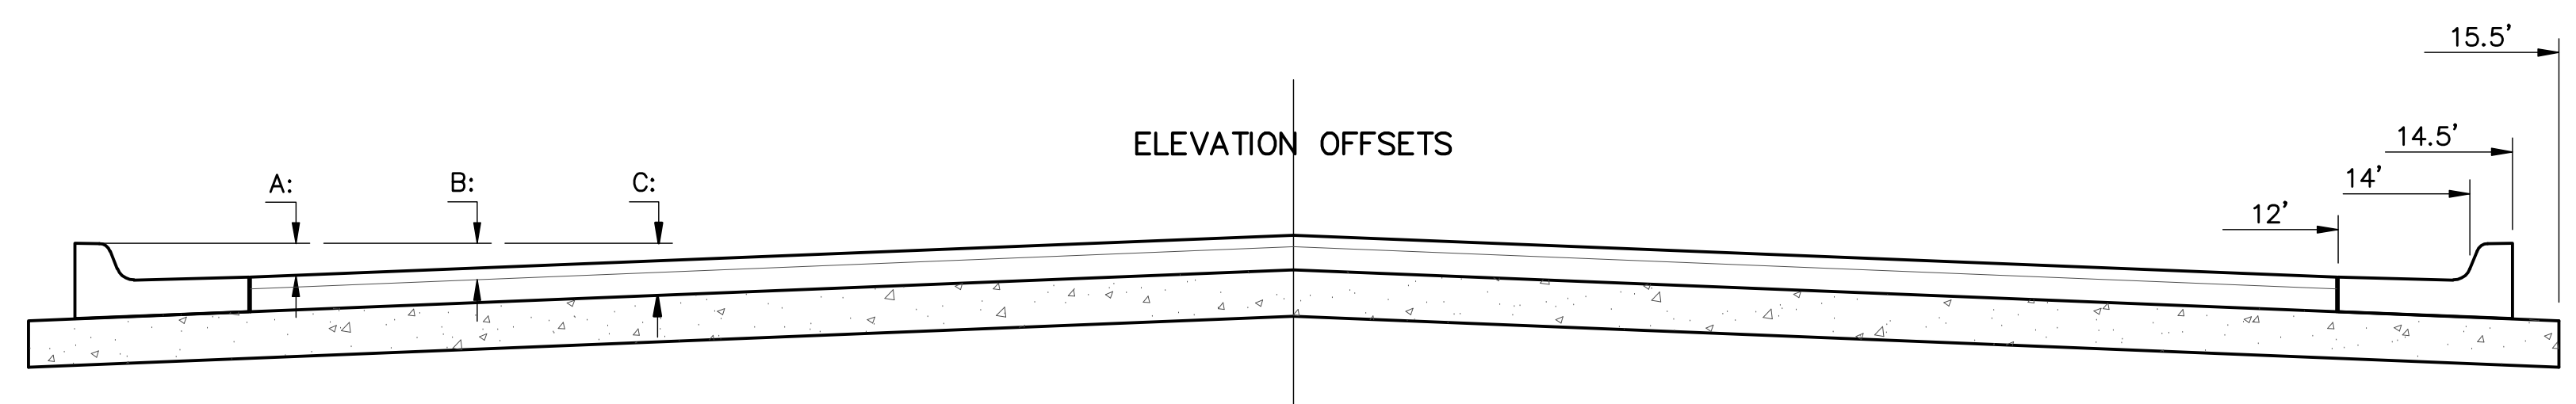 15.5’
ELEVATION OFFSETS
14.5’
A: B: C:
14’
12’